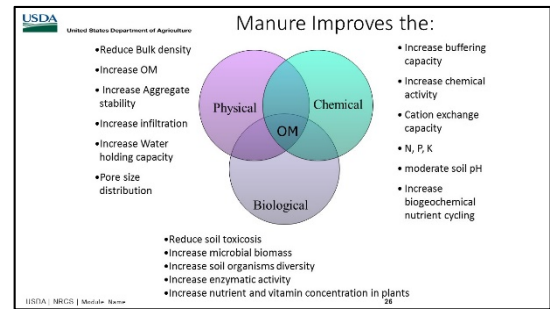 USDA
United States Department of Agriculture
Manure Improves the:
•Reduce Bulk density
•Increase OM
• Increase Aggregate
stability
•Increase infiltration
•Increase Water
holding capacity
•Pore size
distribution
Physical
Chemical
OM
Biological
• Increase buffering
capacity
• Increase chemical
activity
• Cation exchange
capacity
• N, P, K
• moderate soil pH
• Increase
biogeochemical
nutrient cycling
•Reduce soil toxicosis
•Increase microbial biomass
•Increase soil organisms diversity
•Increase enzymatic activity
•Increase nutrient and vitamin concentration in plants
USDA | NRCS | Module Name
26